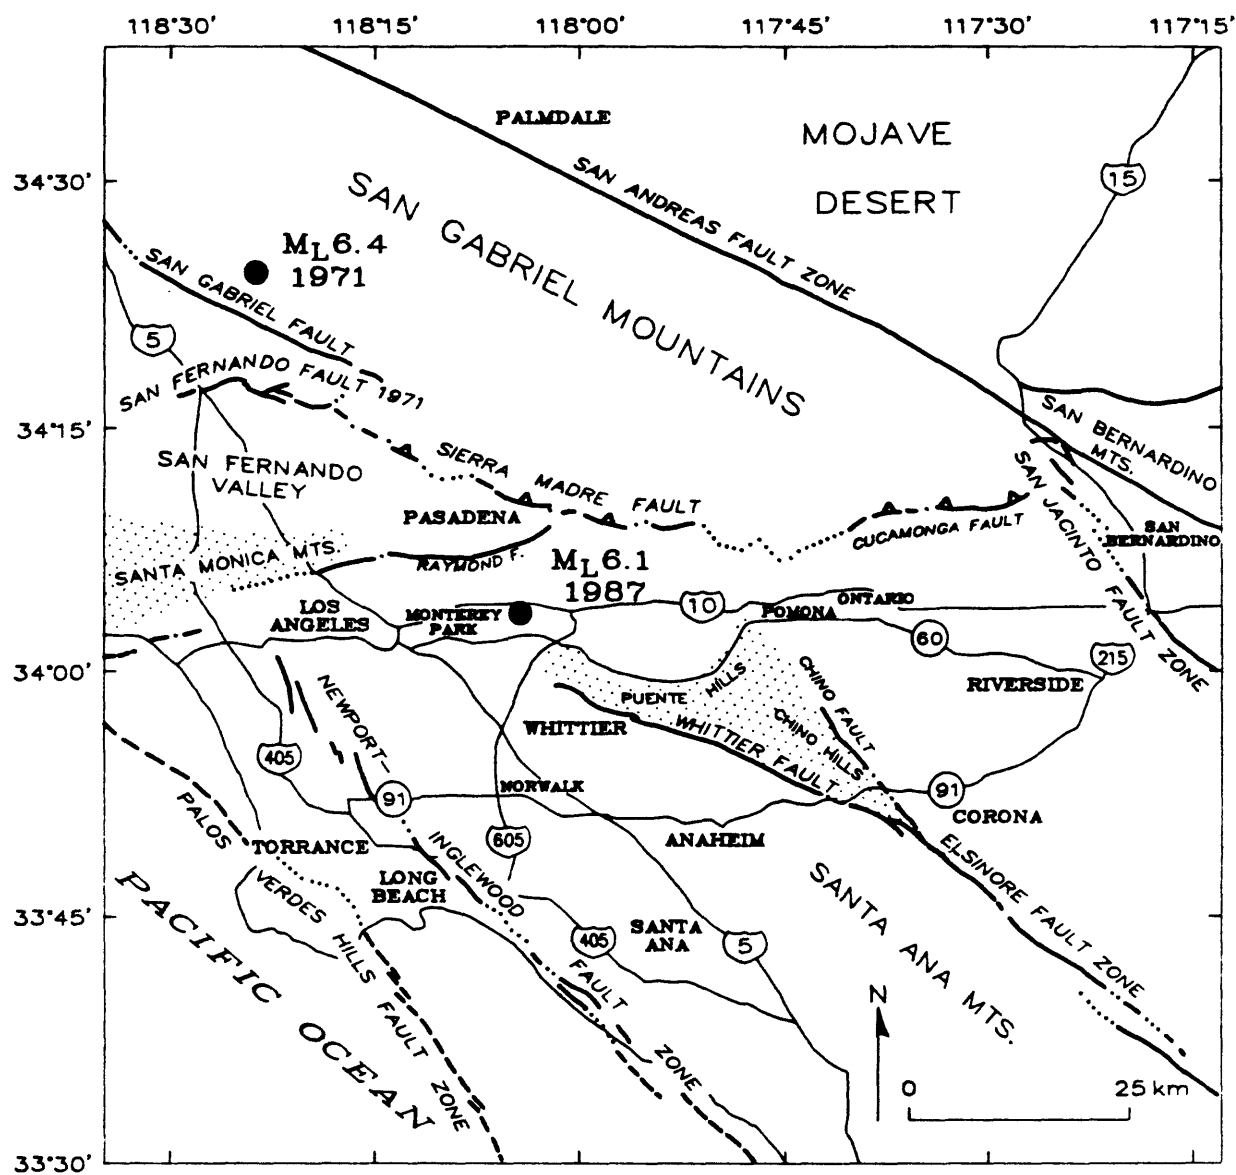 118°30' 118°15' 118°00' 117°45' 117°30' 117°15'
PALMDALE
MOJAVE
DESERT
34°30'
SAN ANDREAS FAULT ZONE
15
SAN GABRIEL MOUNTAINS
ML6.4
1971
SAN GABRIEL FAULT
5
SAN FERNANDO FAULT 1971
34°15'
SAN BERNARDINO
MTS.
SIERRA MADRE FAULT
SAN FERNANDO
VALLEY
SAN JACINTO FAULT ZONE
PASADENA
CUCAMONGA FAULT
SAN
BERNARDINO
SANTA MONICA MTS.
RAYMOND F.
ML6.1
1987
LOS
ANGELES
MONTEREY
PARK
10
POMONA
ONTARIO
60
215
34°00'
RIVERSIDE
NEWPORT–
INGLEWOOD
FAULT
ZONE
PUENTE
HILLS
CHINO FAULT
CHINO HILLS
WHITTIER
WHITTIER FAULT
405
91
NORWALK
91
CORONA
PALOS
VERDES
HILLS
FAULT
ZONE
TORRANCE
605
ANAHEIM
ELSINORE FAULT ZONE
LONG
BEACH
33°45'
SANTA
ANA
405
5
SANTA ANA MTS.
PACIFIC OCEAN
N
0 25 km
33°30'